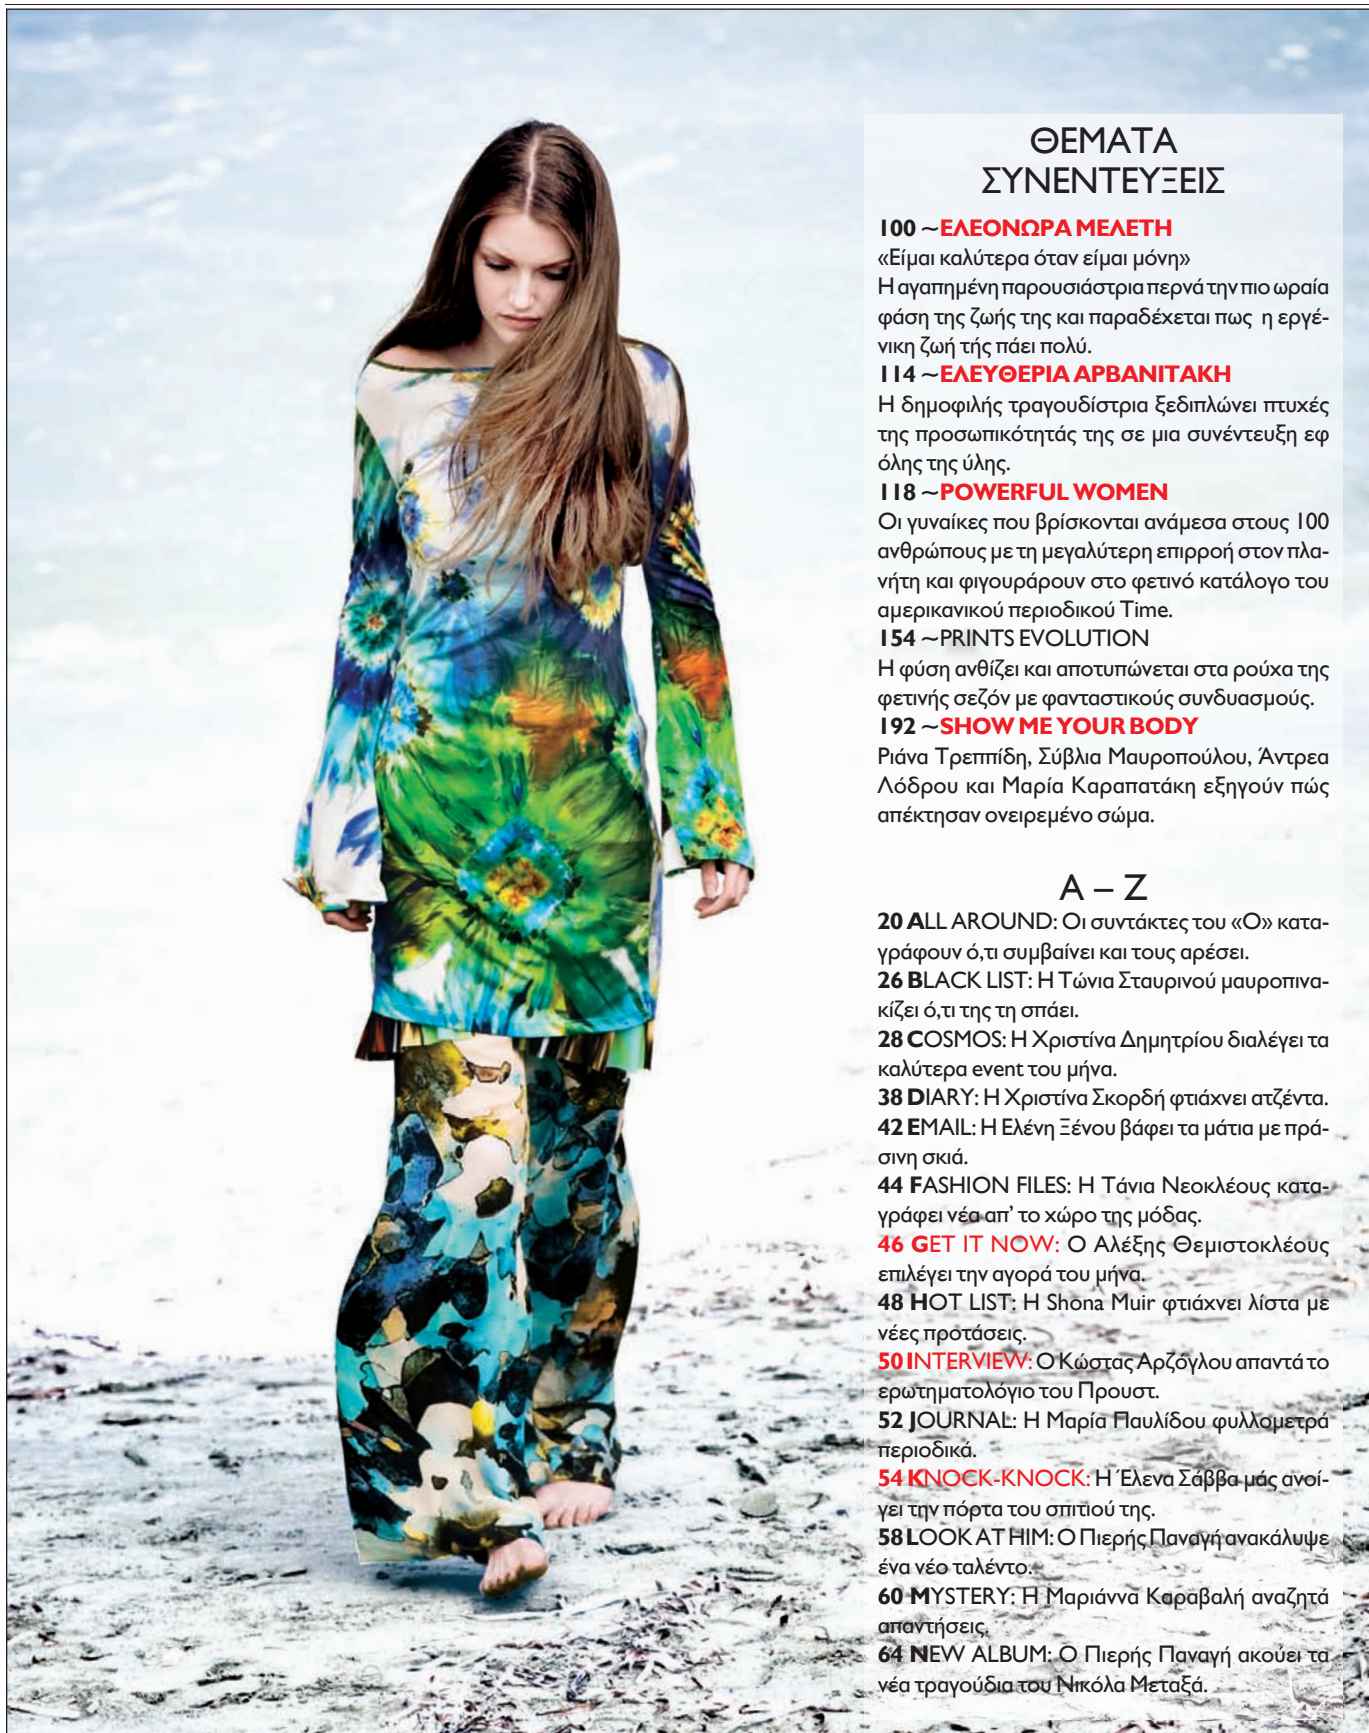 ΘΕΜΑΤΑ
ΣΥΝΕΝΤΕΥΞΕΙΣ
100 ~ΕΛΕΟΝΩΡΑ ΜΕΛΕΤΗ
«Είμαι καλύτερα όταν είμαι μόνη»
Η αγαπημένη παρουσιάστρια περνά την πιο ωραία
φάση της ζωής της και παραδέχεται πως η εργέ-
νικη ζωή τής πάει πολύ.
114 ~ΕΛΕΥΘΕΡΙΑ ΑΡΒΑΝΙΤΑΚΗ
Η δημοφιλής τραγουδίστρια ξεδιπλώνει πτυχές
της προσωπικότητάς της σε μια συνέντευξη εφ
όλης της ύλης.
118 ~POWERFUL WOMEN
Οι γυναίκες που βρίσκονται ανάμεσα στους 100
ανθρώπους με τη μεγαλύτερη επιρροή στον πλα-
νήτη και φιγουράρουν στο φετινό κατάλογο του
αμερικανικού περιοδικού Time.
154 ~PRINTS EVOLUTION
Η φύση ανθίζει και αποτυπώνεται στα ρούχα της
φετινής σεζόν με φανταστικούς συνδυασμούς.
192 ~SHOW ME YOUR BODY
Ριάνα Τρεππίδη, Σύβλια Μαυροπούλου, Άντρεα
Λόδρου και Μαρία Καραπατάκη εξηγούν πώς
απέκτησαν ονειρεμένο σώμα.
A – Z
20 ALL AROUND: Οι συντάκτες του «Ο» κατα-
γράφουν ό,τι συμβαίνει και τους αρέσει.
26 BLACK LIST: Η Τώνια Σταυρινού μαυροπινα-
κίζει ό,τι της τη σπάει.
28 COSMOS: Η Χριστίνα Δημητρίου διαλέγει τα
καλύτερα event του μήνα.
38 DIARY: Η Χριστίνα Σκορδή φτιάχνει ατζέντα.
42 EMAIL: Η Ελένη Ξένου βάφει τα μάτια με πρά-
σινη σκιά.
44 FASHION FILES: Η Τάνια Νεοκλέους κατα-
γράφει νέα απ’ το χώρο της μόδας.
46 GET IT NOW: Ο Αλέξης Θεμιστοκλέους
επιλέγει την αγορά του μήνα.
48 HOT LIST: Η Shona Muir φτιάχνει λίστα με
νέες προτάσεις.
50 INTERVIEW: Ο Κώστας Αρζόγλου απαντά το
ερωτηματολόγιο του Προυστ.
52 JOURNAL: Η Μαρία Παυλίδου φυλλομετρά
περιοδικά.
54 KNOCK-KNOCK: Η Έλενα Σάββα μάς ανοί-
γει την πόρτα του σπιτιού της.
58 LOOK AT HIM: Ο Πιερής Παναγή ανακάλυψε
ένα νέο ταλέντο.
60 MYSTERY: Η Μαριάννα Καραβαλή αναζητά
απαντήσεις.
64 NEW ALBUM: Ο Πιερής Παναγή ακούει τα
νέα τραγούδια του Νικόλα Μεταξά.